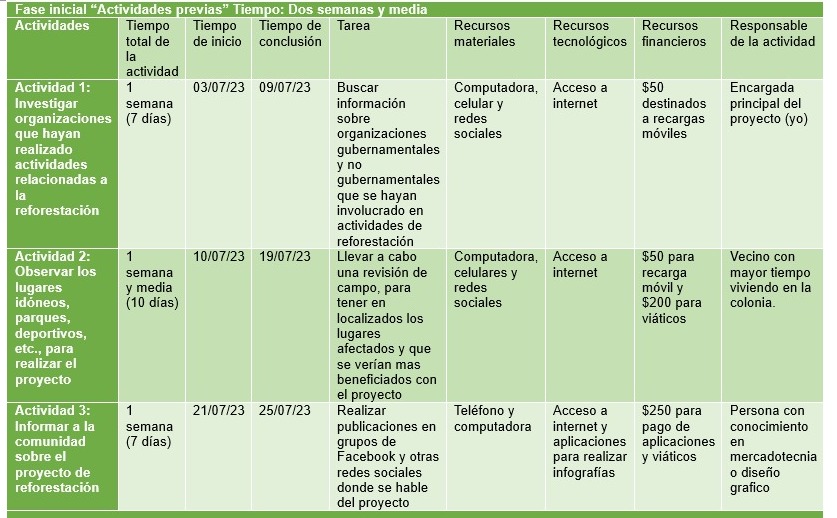 Fase inicial “Actividades previas” Tiempo: Dos semanas y media
Actividades
Tiempo
total de
la
actividad
Tiempo
de inicio
Tiempo de
conclusión
Tarea
Recursos
materiales
Recursos
tecnológicos
Recursos
financieros
Responsable
de la actividad
Actividad 1:
Investigar
organizaciones
que hayan
realizado
actividades
relacionadas a
la
reforestación
1
semana
(7 días)
03/07/23
09/07/23
Buscar
información
sobre
organizaciones
gubernamentales
y no
gubernamentales
que se hayan
involucrado en
actividades de
reforestación
Computadora,
celular y
redes
sociales
Acceso a
internet
$50
destinados
a recargas
móviles
Encargada
principal del
proyecto (yo)
Actividad 2:
Observar los
lugares
idóneos,
parques,
deportivos,
etc., para
realizar el
proyecto
1
semana
y media
(10 días)
10/07/23
19/07/23
Llevar a cabo
una revisión de
campo, para
tener en
localizados los
lugares
afectados y que
se verían mas
beneficiados con
el proyecto
Computadora,
celulares y
redes
sociales
Acceso a
internet
$50 para
recarga
móvil y
$200 para
viáticos
Vecino con
mayor tiempo
viviendo en la
colonia.
Actividad 3:
Informar a la
comunidad
sobre el
proyecto de
reforestación
1
semana
(7 días)
21/07/23
25/07/23
Realizar
publicaciones en
grupos de
Facebook y otras
redes sociales
donde se hable
del proyecto
Teléfono y
computadora
Acceso a
internet y
aplicaciones
para realizar
infografías
$250 para
pago de
aplicaciones
y viáticos
Persona con
conocimiento
en
mercadotecnia
o diseño
grafico